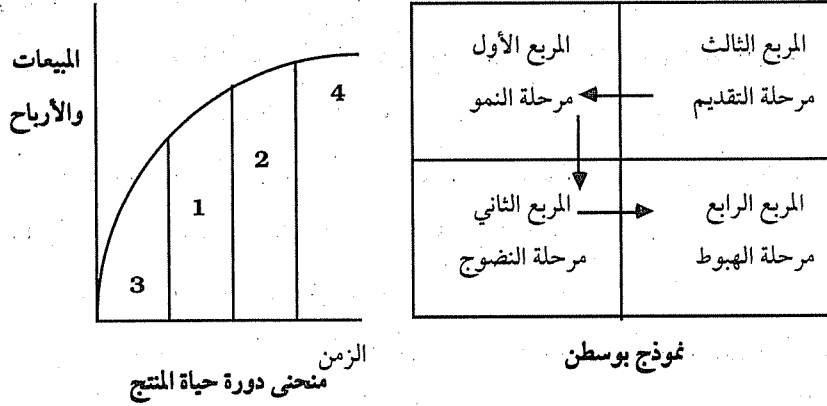 المربع الثالث
مرحلة التقديم
المربع الأول
مرحلة النمو
المربع الرابع
مرحلة الهبوط
المربع الثاني
مرحلة النضوج
نموذج بوسطن
المبيعات
والأرباح
4
2
1
3
الزمن
منحنى دورة حياة المنتج